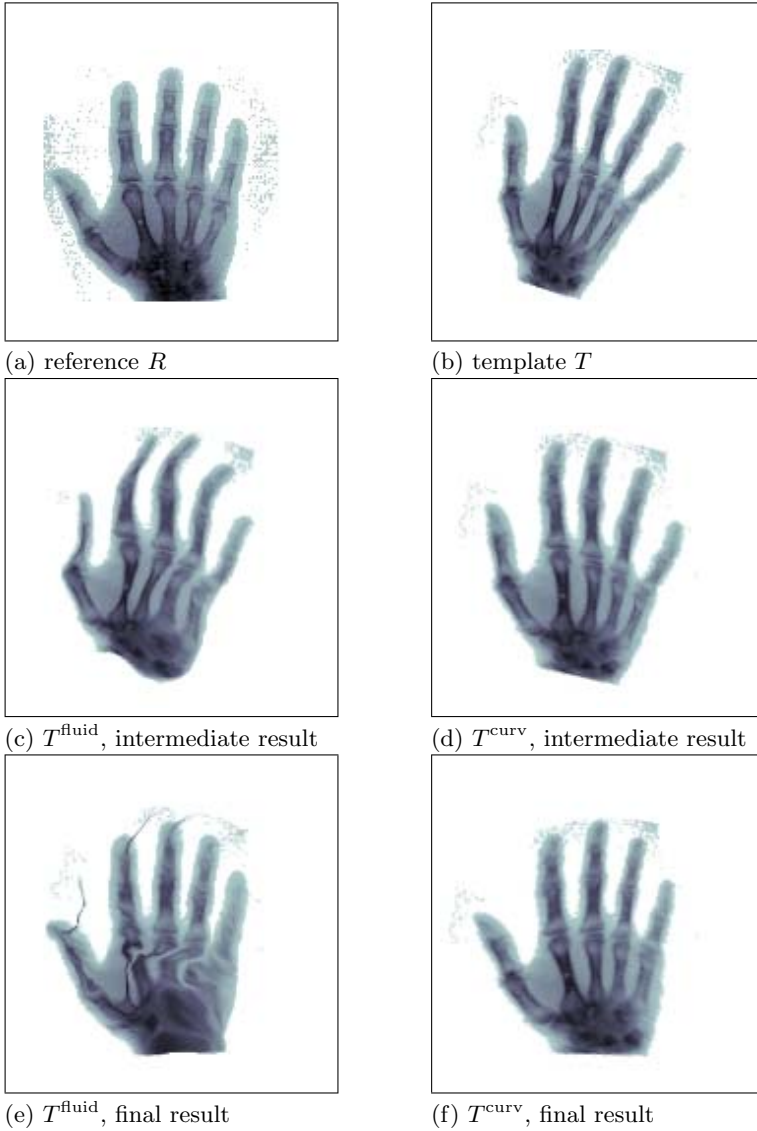 (a) reference R
(b) template T
(c) T^fluid, intermediate result
(d) T^curv, intermediate result
(e) T^fluid, final result
(f) T^curv, final result